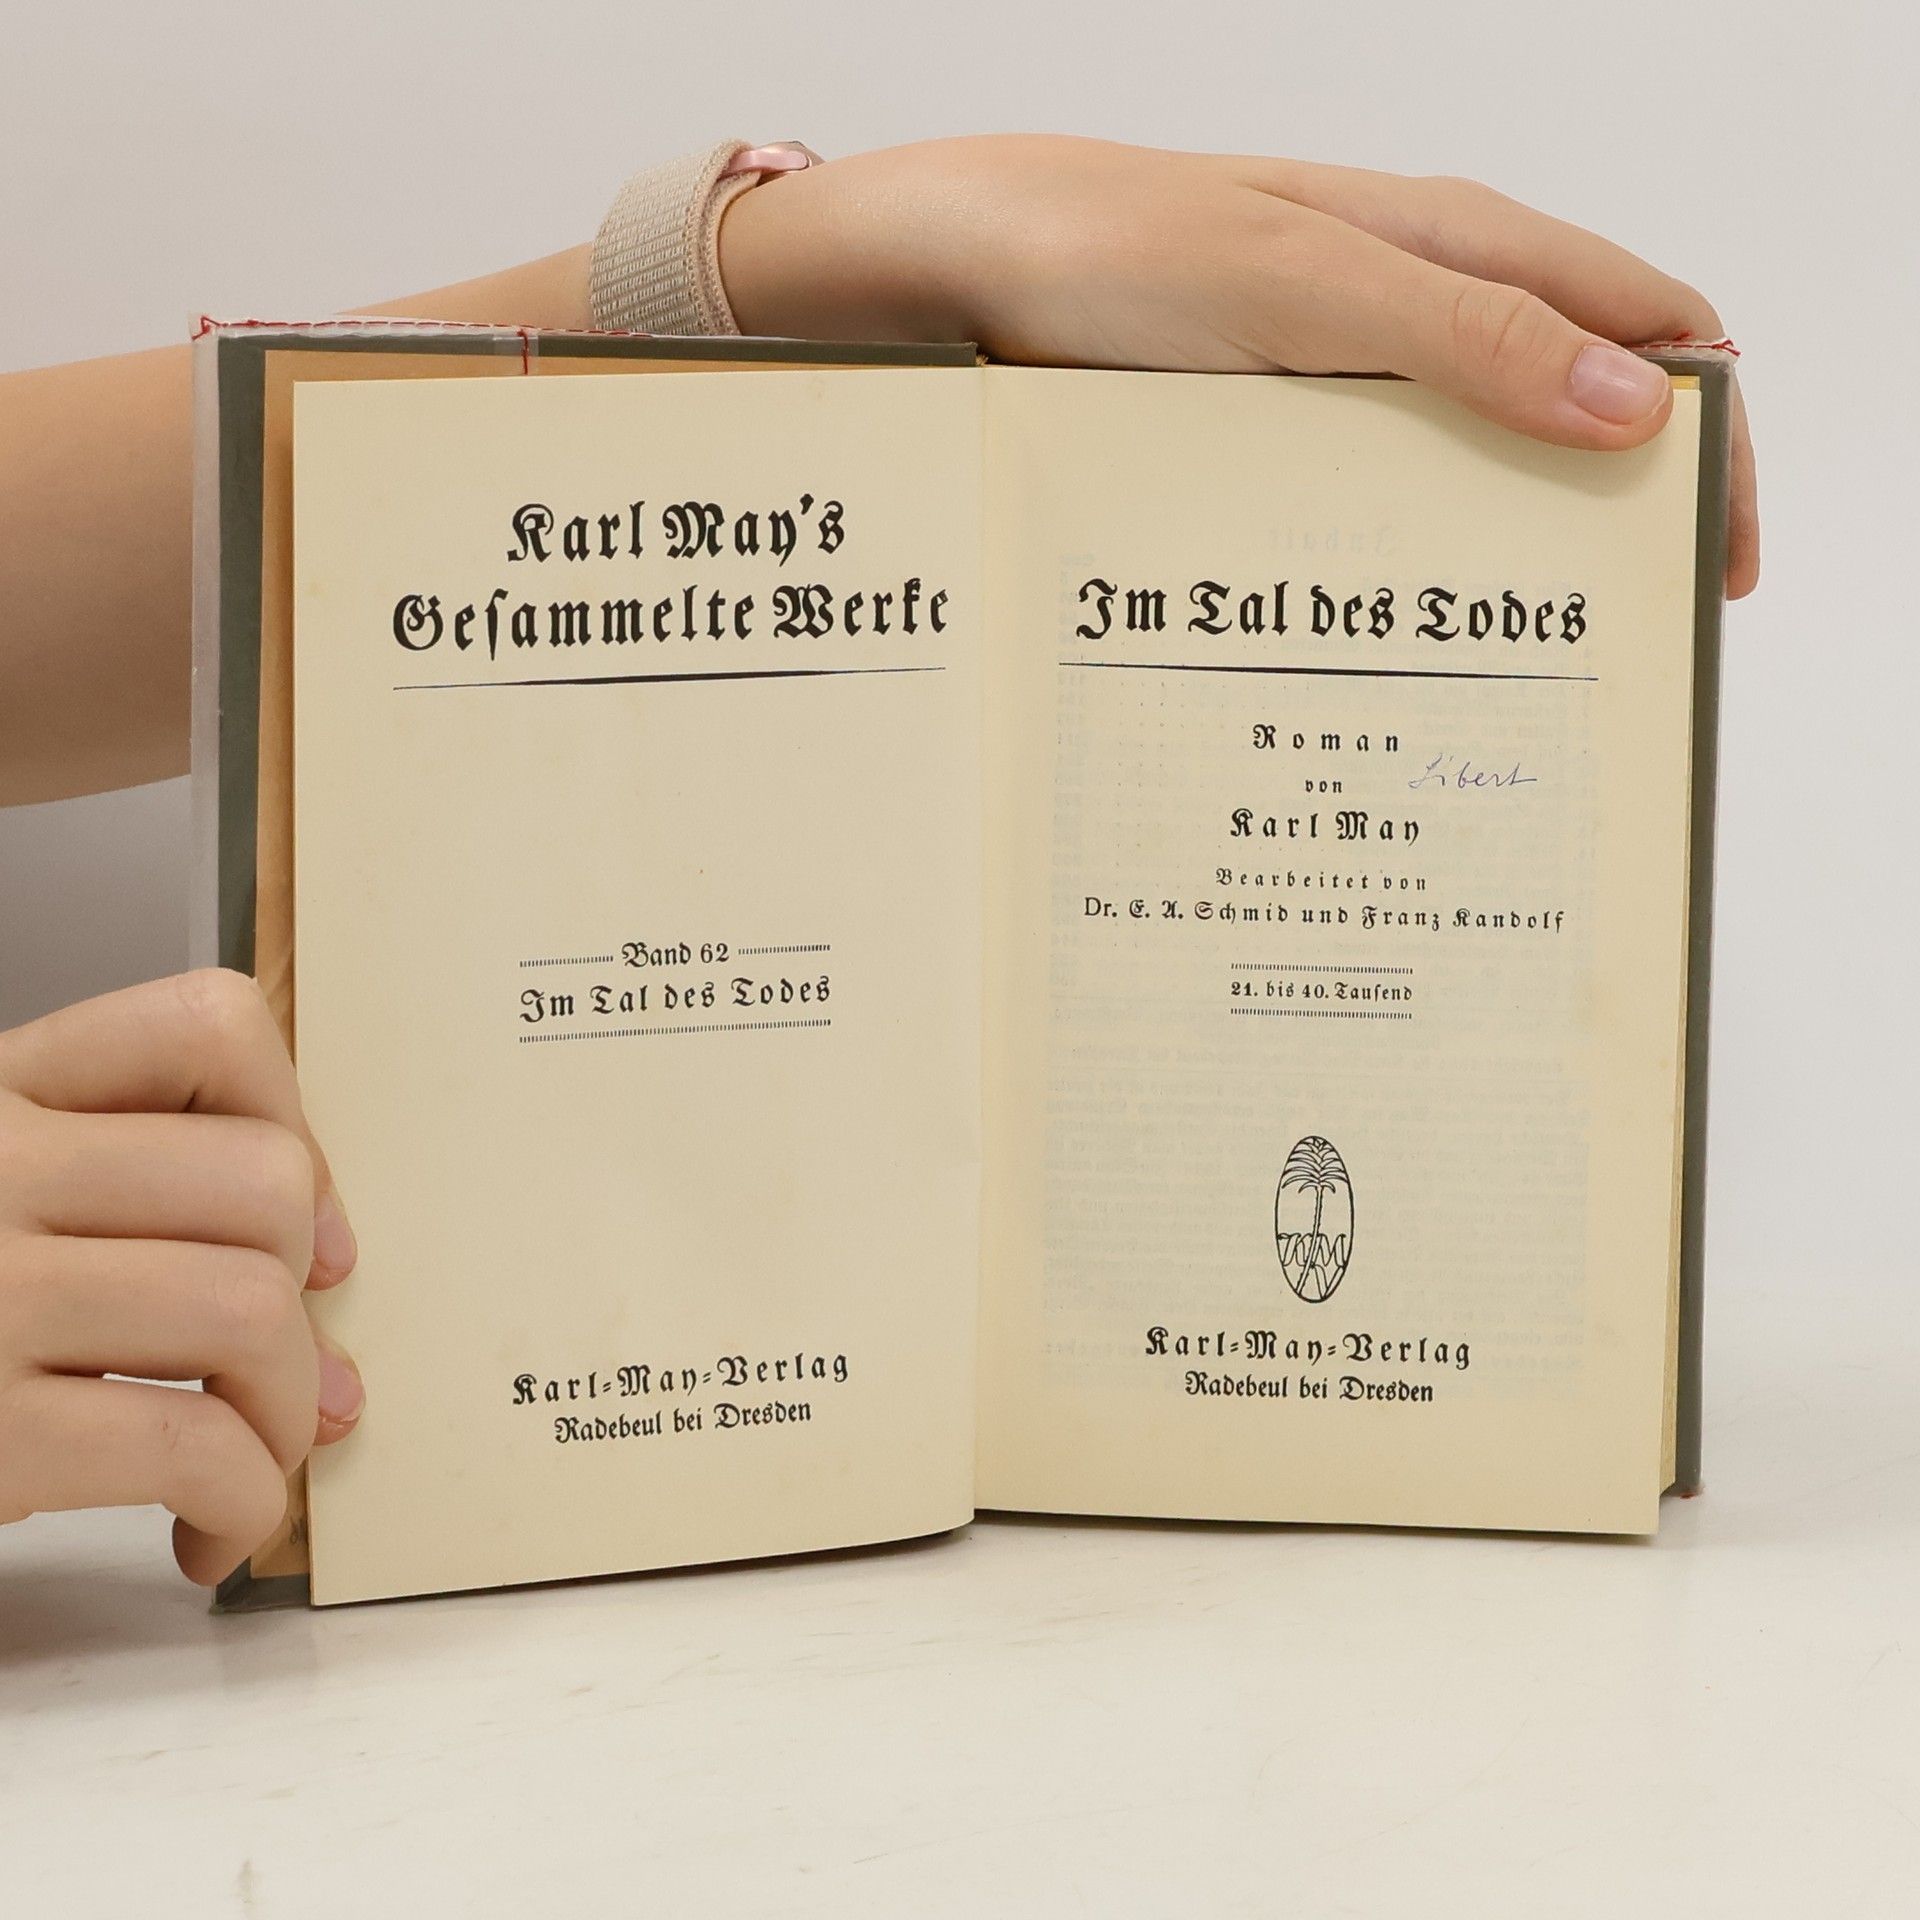 Karl May's
Geſammelte Werke
Band 62
Im Tal des Todes
Karl-May-Verlag
Radebeul bei Dresden
Im Tal des Todes
Roman
von
Libert
Karl May
Bearbeitet von
Dr. E. A. Schmid und Franz Kandolf
21. bis 40. Tauſend
KMV
Karl-May-Verlag
Radebeul bei Dresden